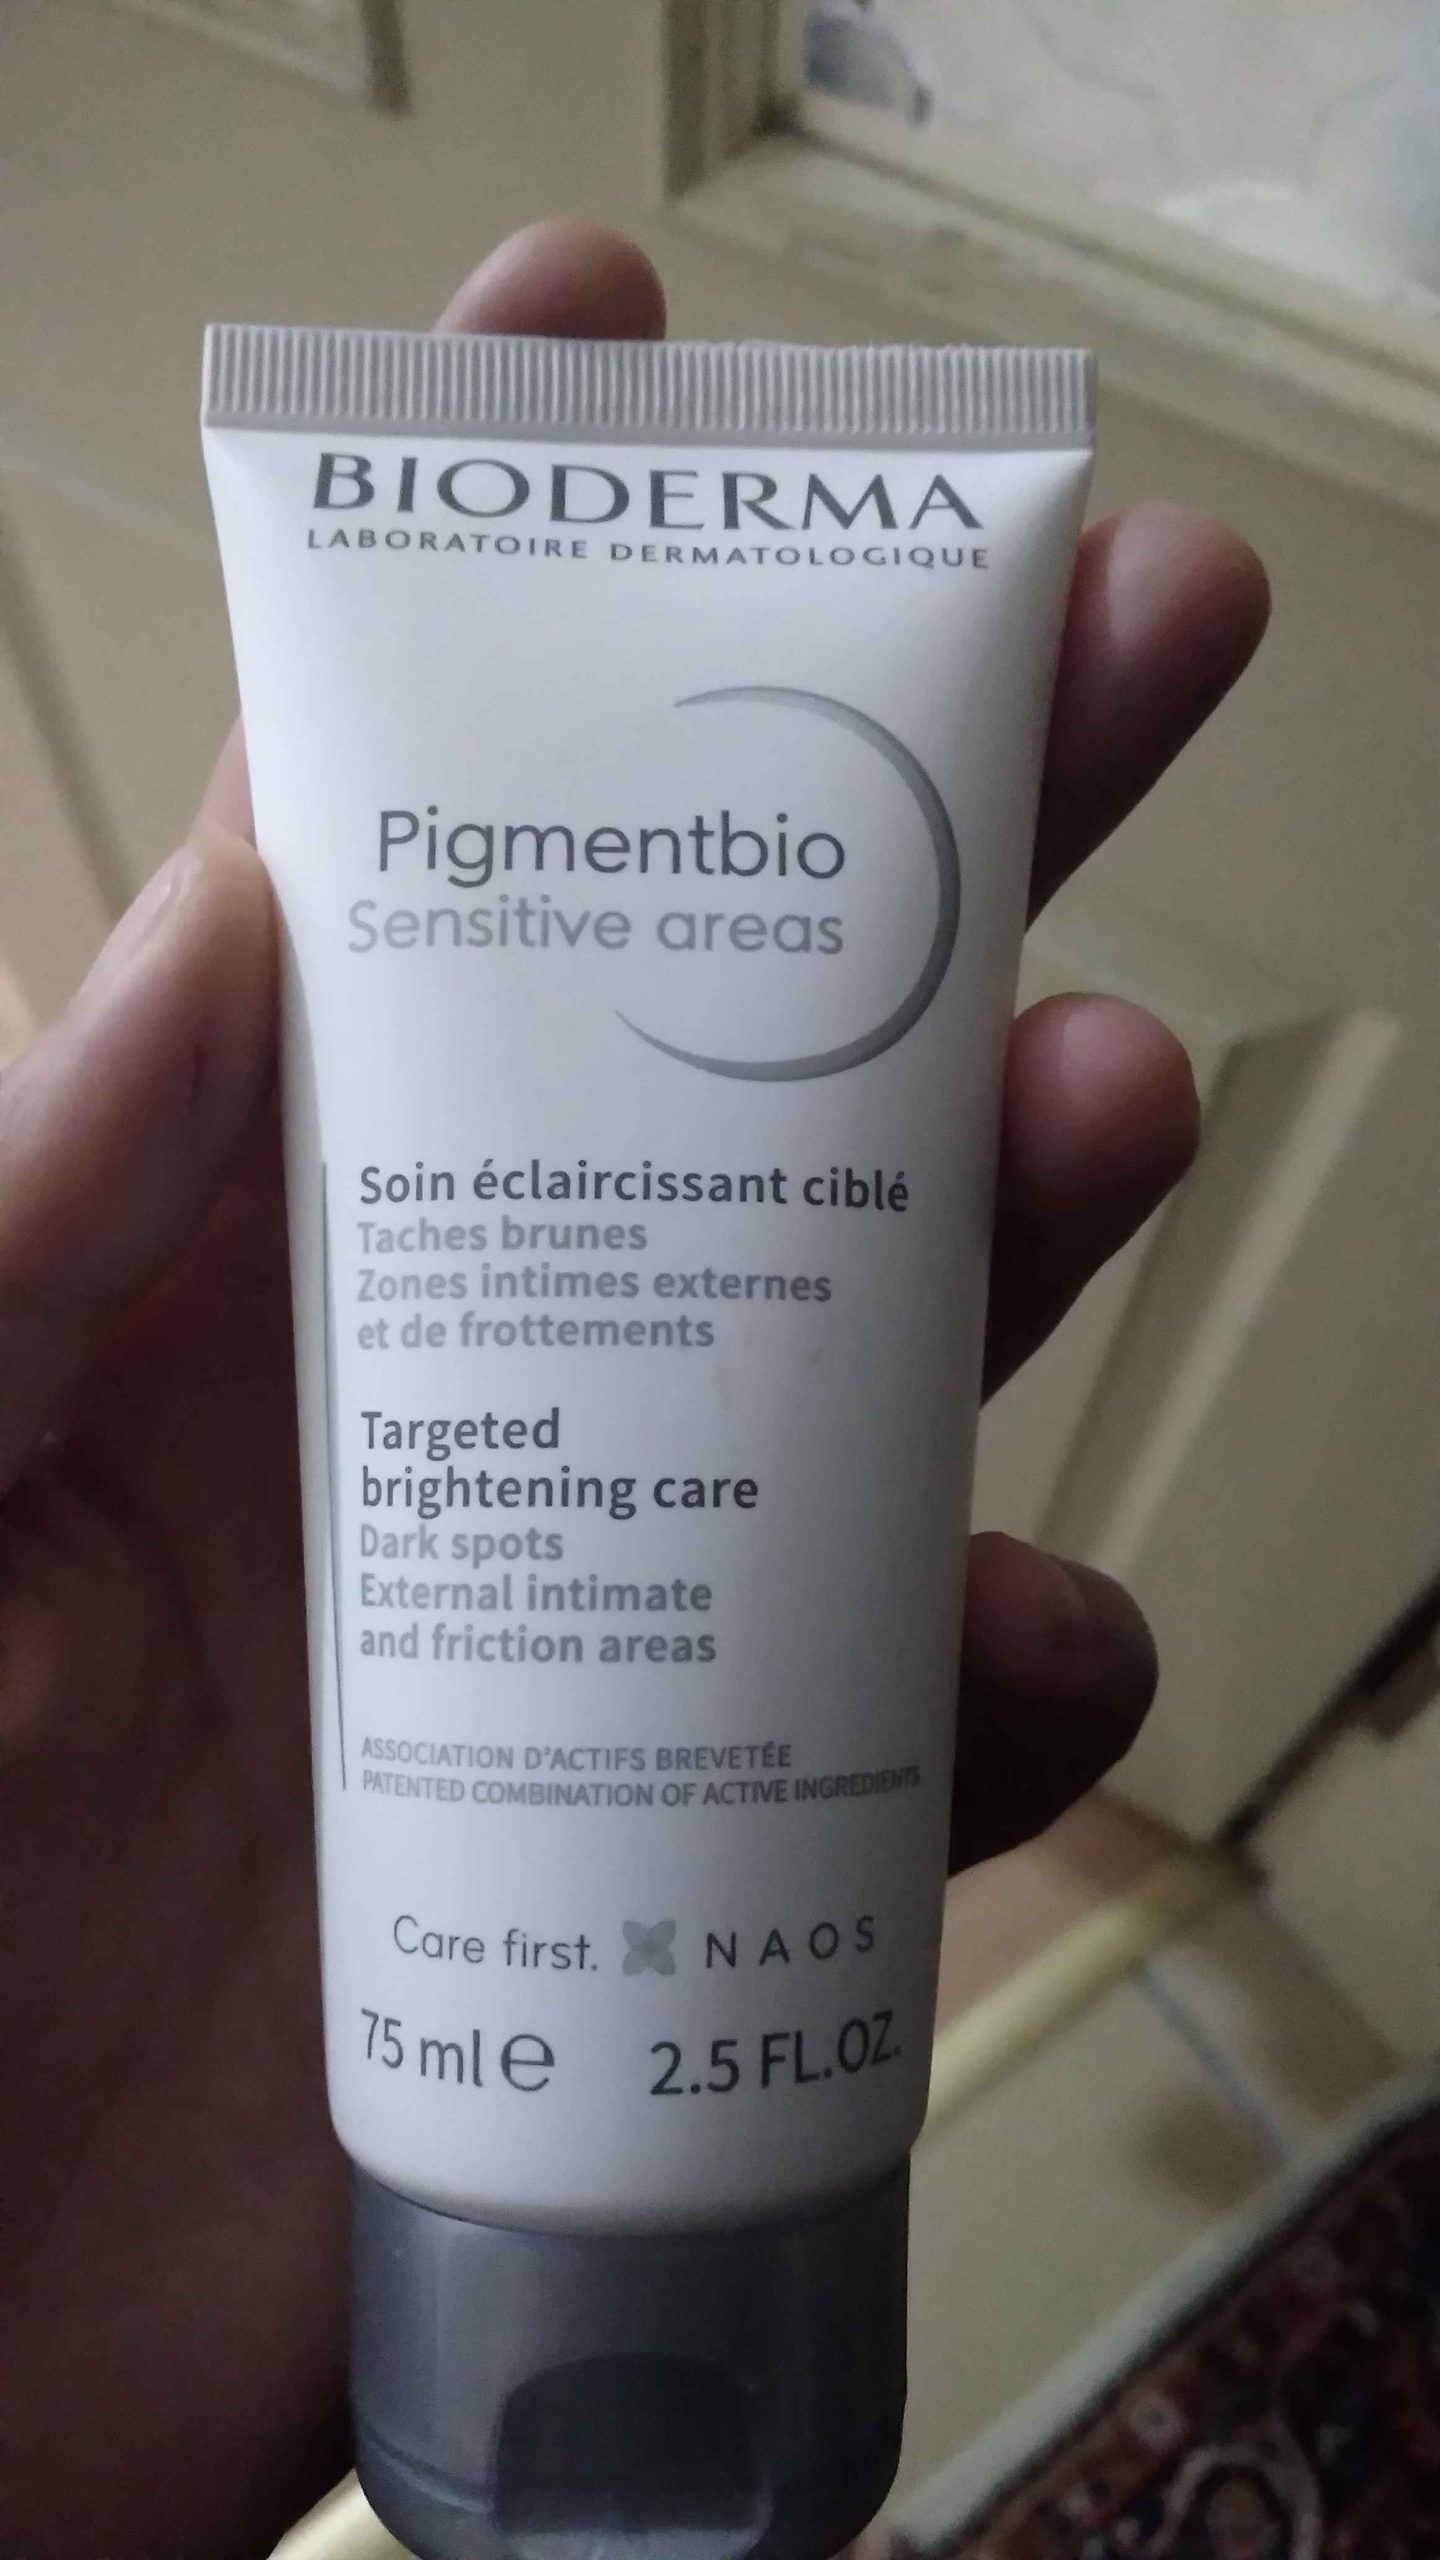 BIODERMA
LABORATOIRE DERMATOLOGIQUE
Pigmentbio
Sensitive areas
Soin éclaircissant ciblé
Taches brunes
Zones intimes externes
et de frottements
Targeted
brightening care
Dark spots
External intimate
and friction areas
ASSOCIATION D'ACTIFS BREVETÉE
PATENTED COMBINATION OF ACTIVE INGREDIENTS
Care first. NAOS
75 ml e 2.5 FL.OZ.